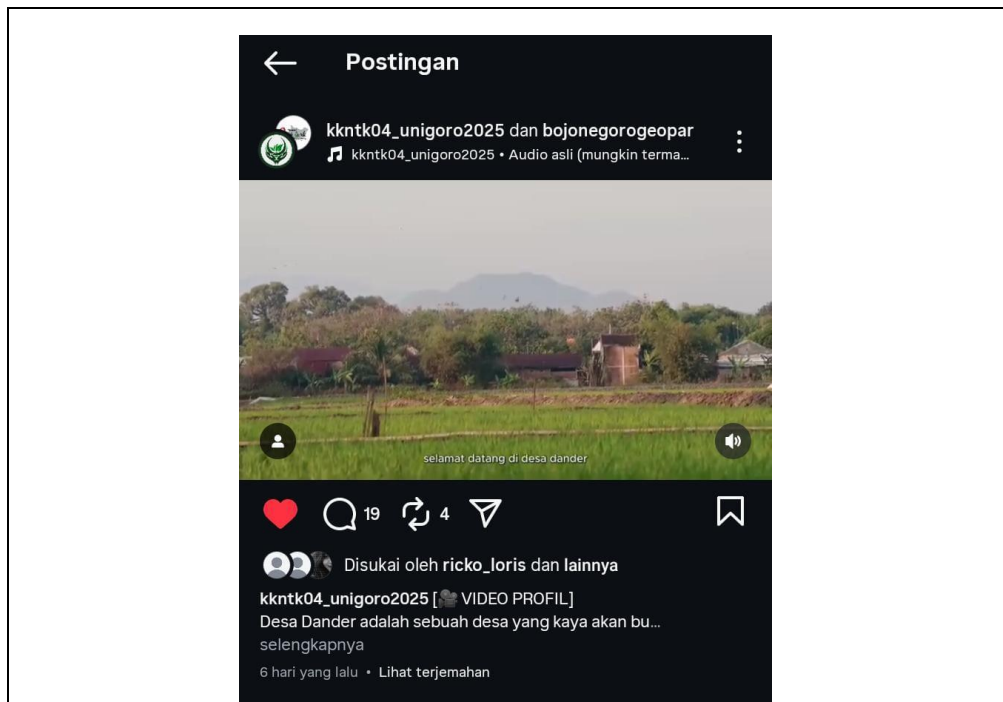 Postingan
kkntk04_unigoro2025 dan bojonegorogeopar
kkntk04_unigoro2025 • Audio asli (mungkin terma...
selamat datang di desa dander
19 4
Disukai oleh ricko_loris dan lainnya
kkntk04_unigoro2025 [🎥 VIDEO PROFIL]
Desa Dander adalah sebuah desa yang kaya akan bu...
selengkapnya
6 hari yang lalu • Lihat terjemahan